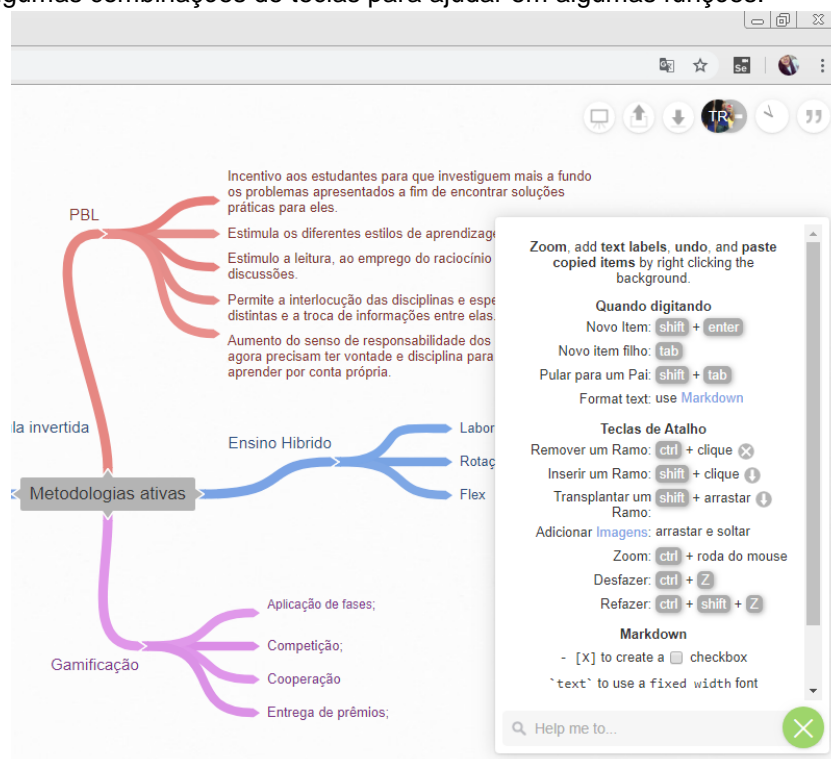 gumas combinações de teclas para ajudar em algumas funções.
Se
TR
Incentivo aos estudantes para que investiguem mais a fundo
os problemas apresentados a fim de encontrar soluções
práticas para eles.
PBL
Estimula os diferentes estilos de aprendizage
Estimulo a leitura, ao emprego do raciocínio
discussões.
Permite a interlocução das disciplinas e espe
distintas e a troca de informações entre elas.
Aumento do senso de responsabilidade dos
agora precisam ter vontade e disciplina para
aprender por conta própria.
la invertida
Ensino Hibrido
Labor
Rotaç
Flex
Metodologias ativas
Aplicação de fases;
Competição;
Gamificação
Cooperação
Entrega de prêmios;
Zoom, add text labels, undo, and paste
copied items by right clicking the
background.
Quando digitando
Novo Item: shift + enter
Novo item filho: tab
Pular para um Pai: shift + tab
Format text: use Markdown
Teclas de Atalho
Remover um Ramo: ctrl + clique
Inserir um Ramo: shift + clique
Transplantar um shift + arrastar
Ramo:
Adicionar Imagens: arrastar e soltar
Zoom: ctrl + roda do mouse
Desfazer: ctrl + Z
Refazer: ctrl + shift + Z
Markdown
- [X] to create a checkbox
`text` to use a fixed width font
Help me to...